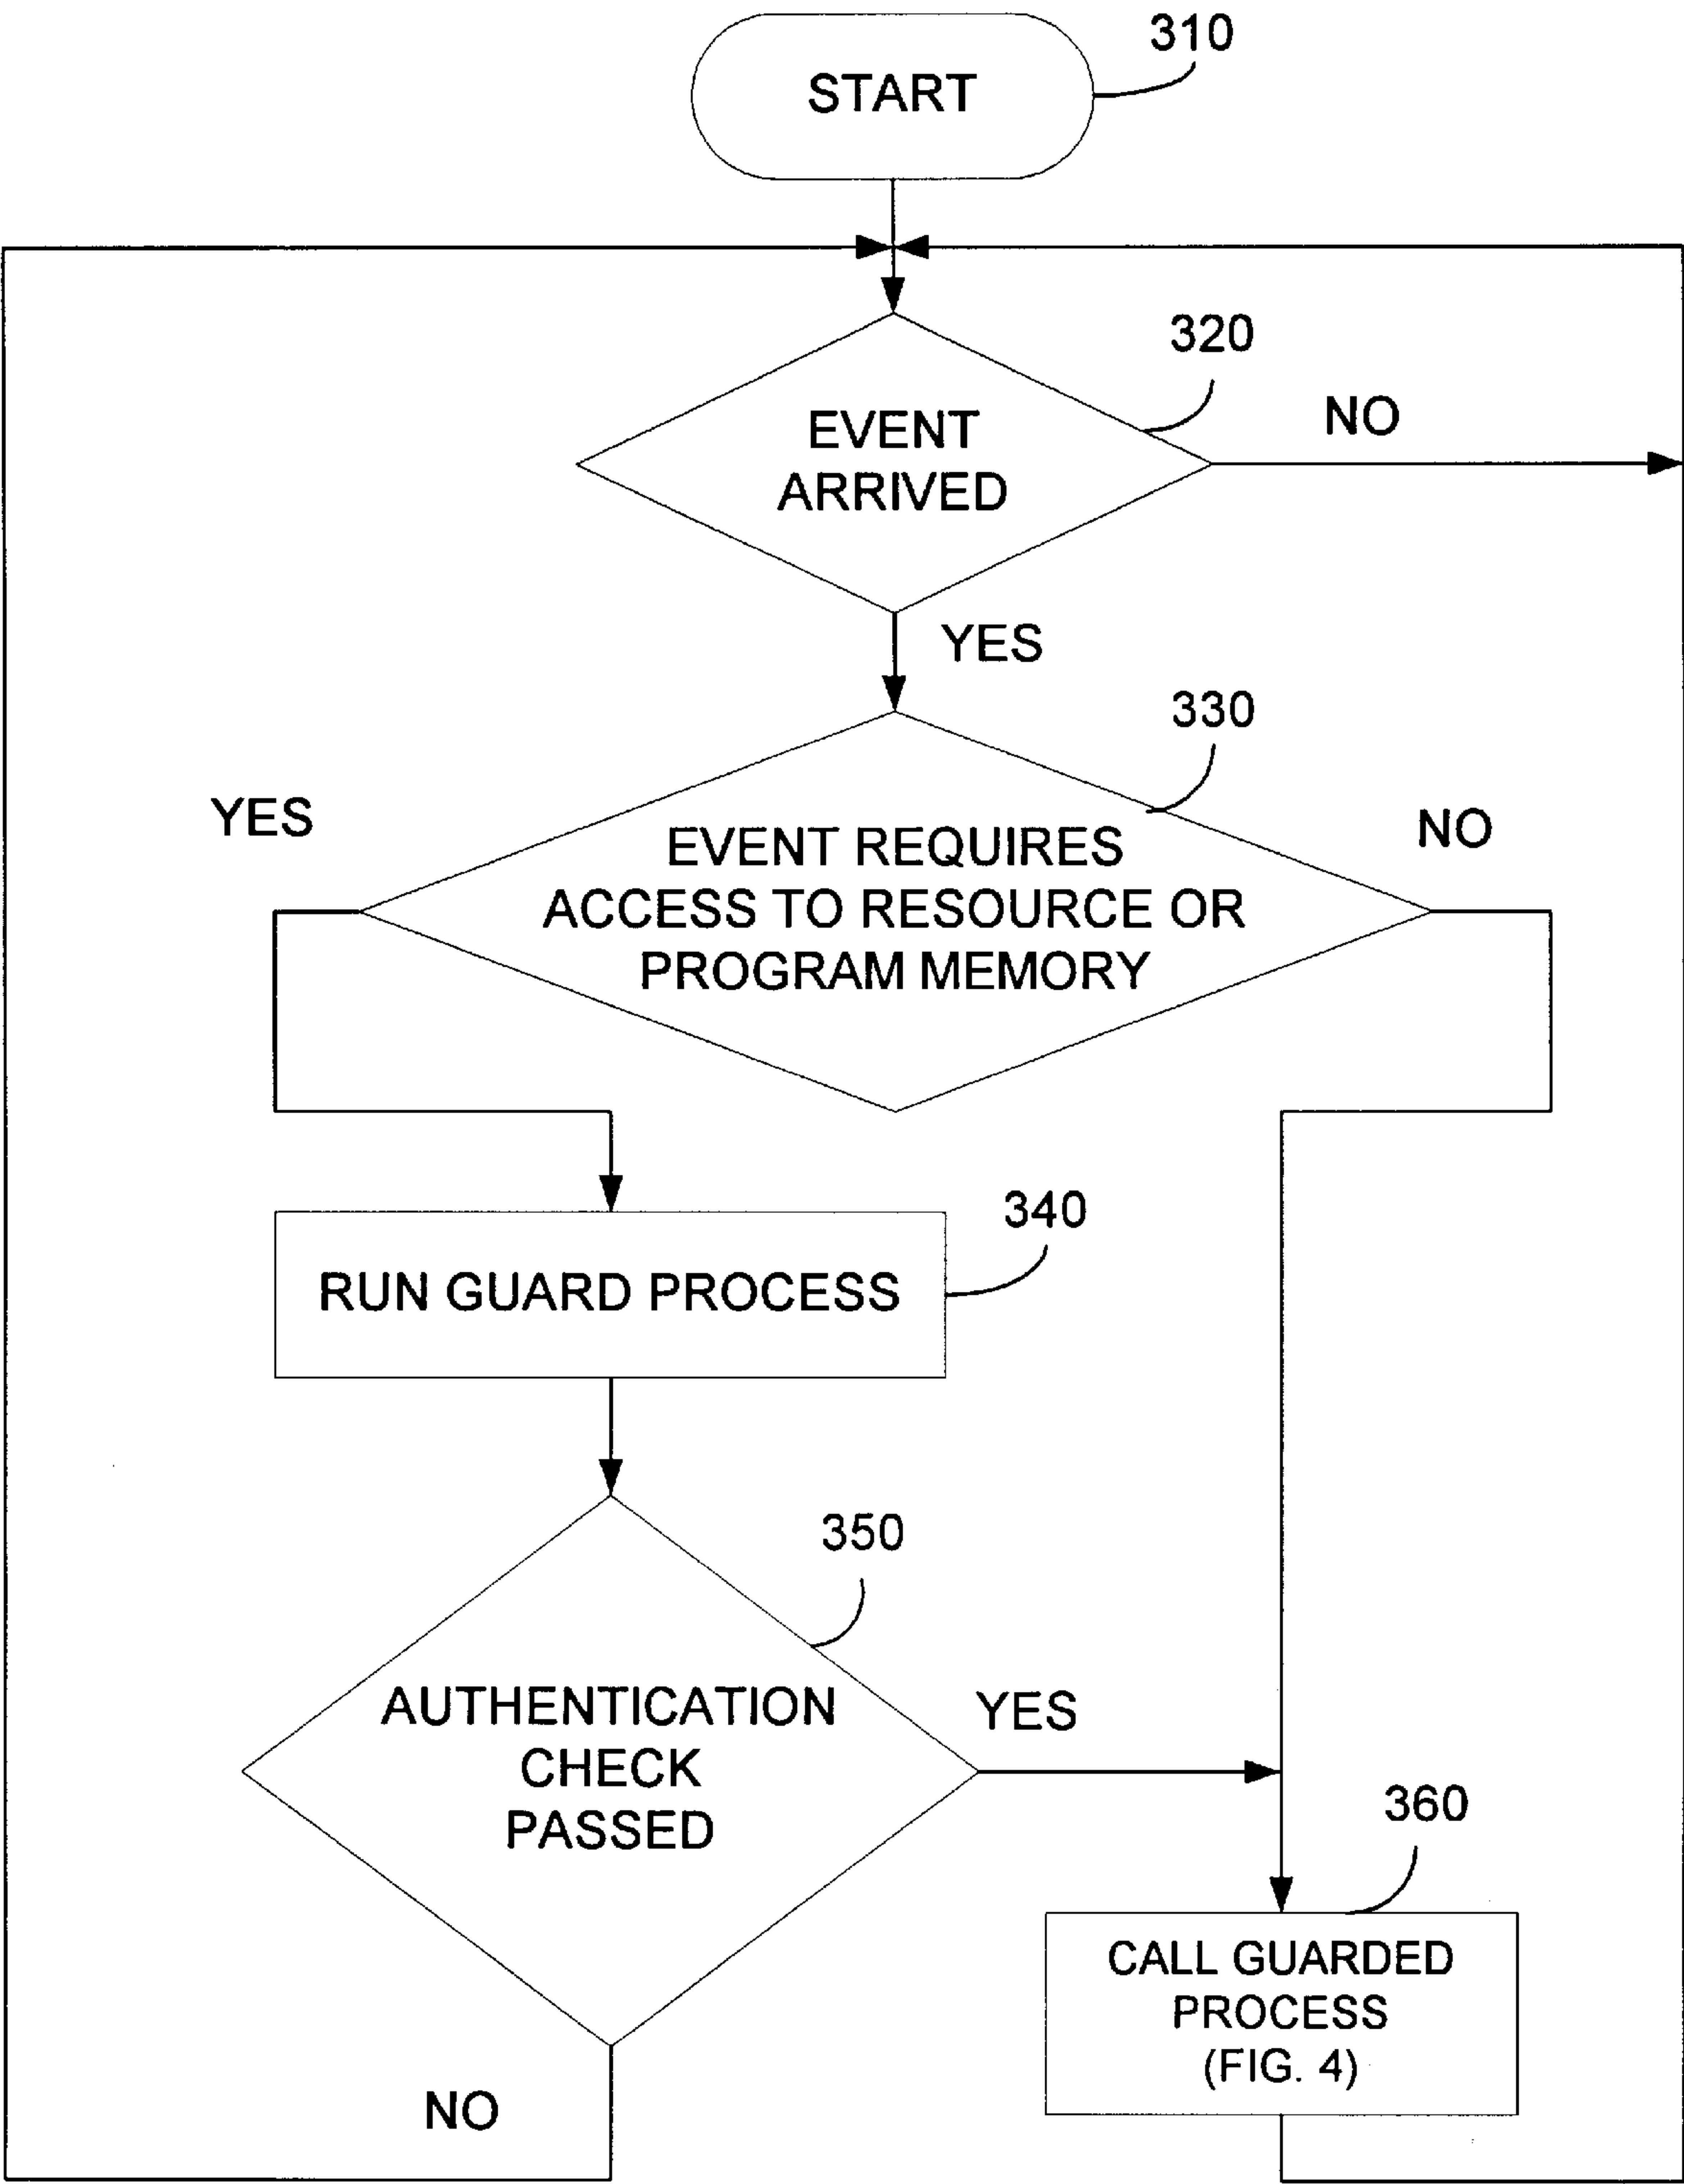 310
START
320
NO
EVENT
ARRIVED
YES
330
YES
NO
EVENT REQUIRES
ACCESS TO RESOURCE OR
PROGRAM MEMORY
340
RUN GUARD PROCESS
350
AUTHENTICATION
CHECK
PASSED
YES
360
CALL GUARDED
PROCESS
(FIG. 4)
NO